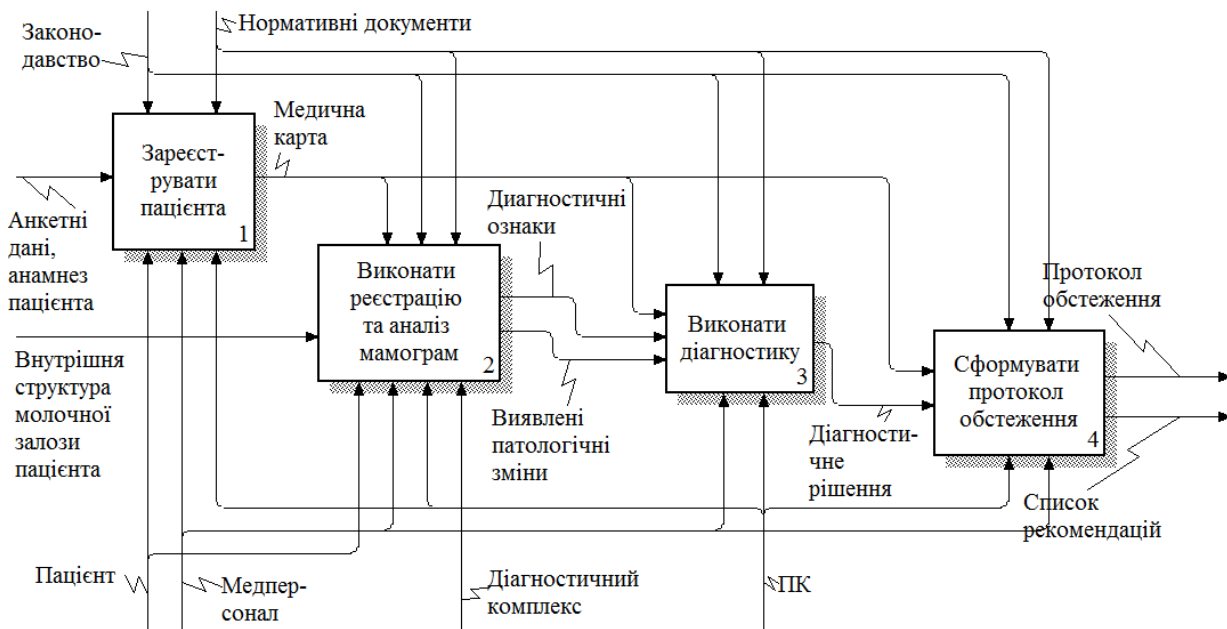 Законо-
давство
Нормативні документи
Зареєст-
рувати
пацієнта
1
Медична
карта
Анкетні
дані,
анамнез
пацієнта
Диагностичні
ознаки
Виконати
реєстрацію
та аналіз
мамограм
2
Виконати
діагностику
3
Протокол
обстеження
Сформувати
протокол
обстеження
4
Внутрішня
структура
молочної
залози
пацієнта
Виявлені
патологічні
зміни
Діагности-
чне
рішення
Список
рекомендацій
Пацієнт
Медпер-
сонал
Діагностичний
комплекс
ПК